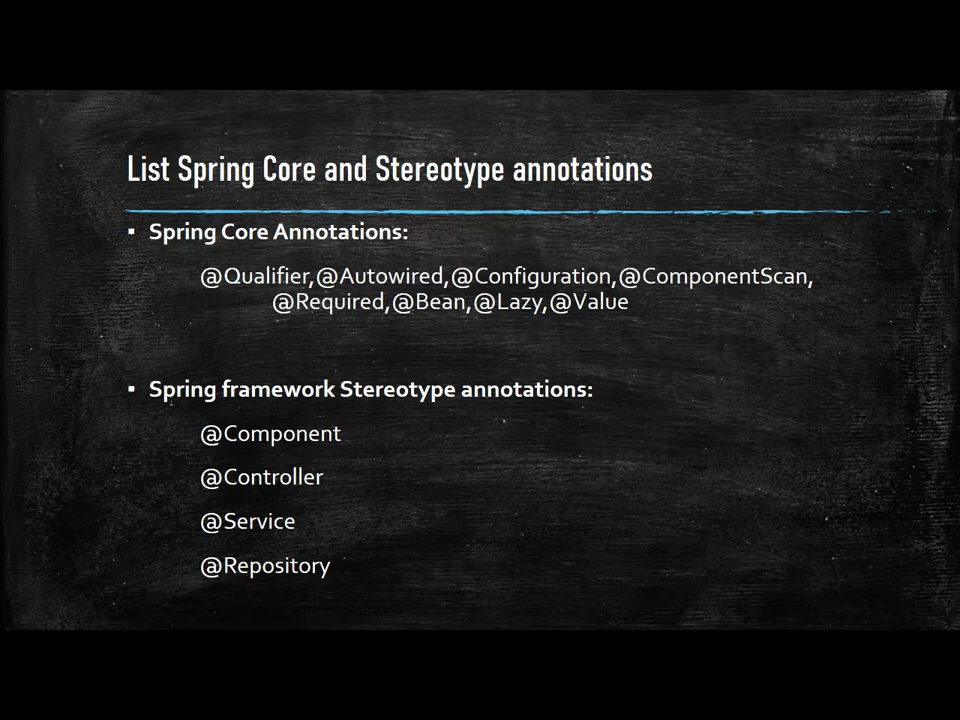 List Spring Core and Stereotype annotations
▪ Spring Core Annotations:
@Qualifier,@Autowired,@Configuration,@ComponentScan,
@Required,@Bean,@Lazy,@Value
▪ Spring framework Stereotype annotations:
@Component
@Controller
@Service
@Repository